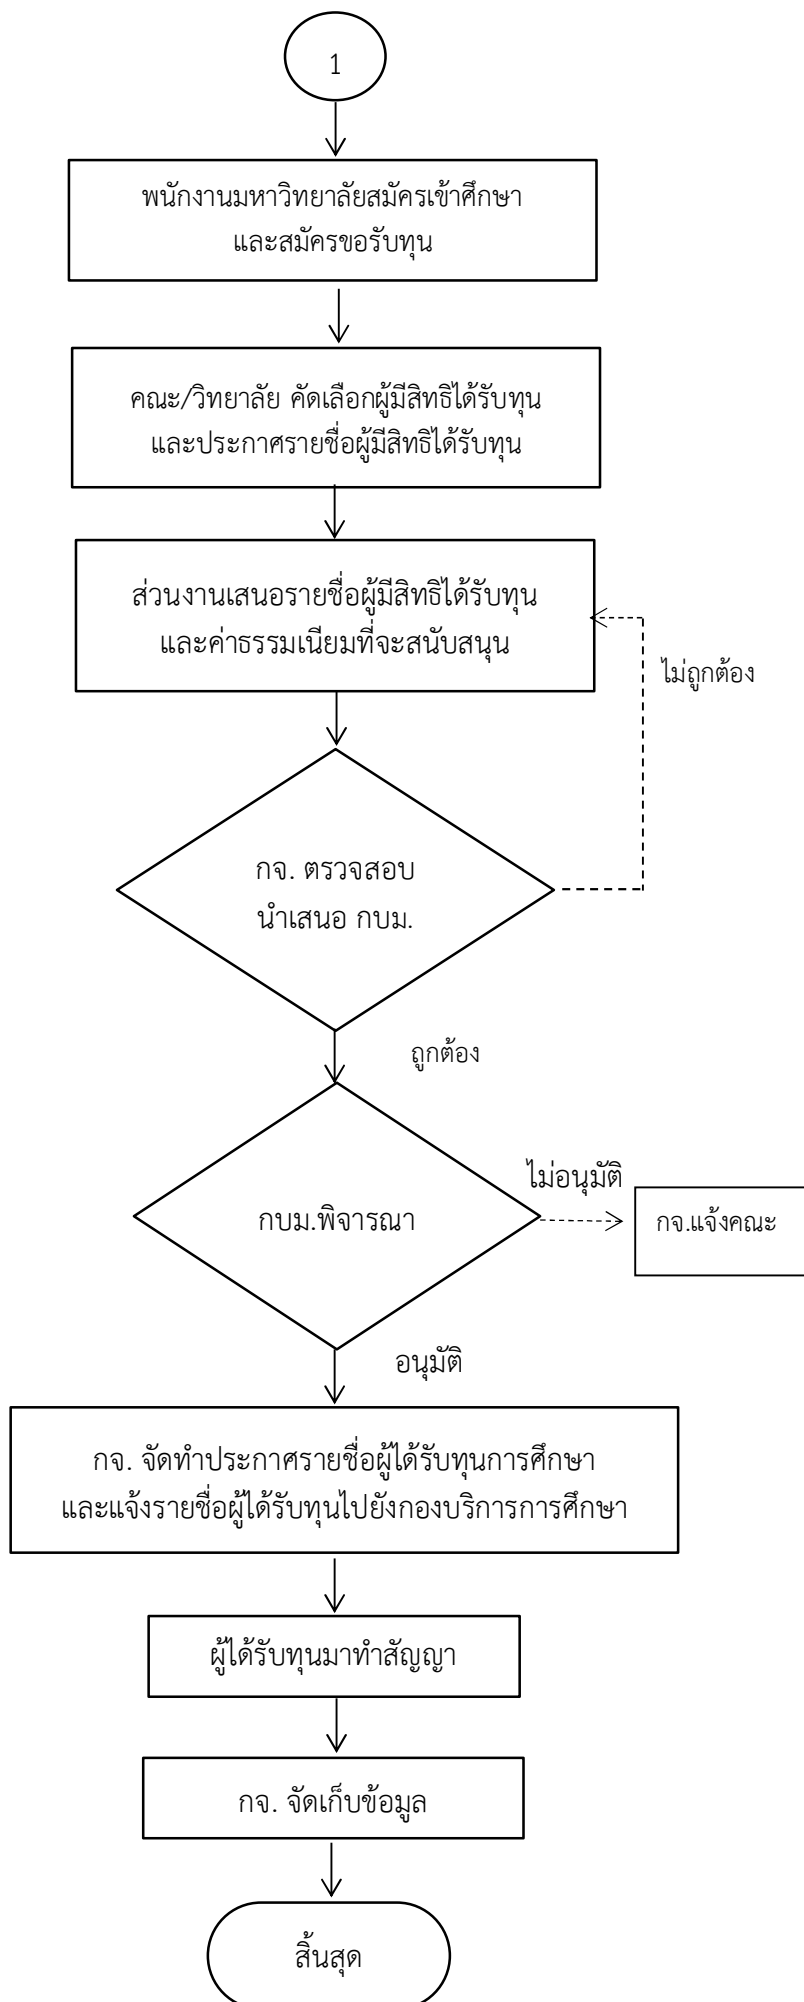 1
พนักงานมหาวิทยาลัยสมัครเข้าศึกษา
และสมัครขอรับทุน
คณะ/วิทยาลัย คัดเลือกผู้มีสิทธิได้รับทุน
และประกาศรายชื่อผู้มีสิทธิได้รับทุน
ส่วนงานเสนอรายชื่อผู้มีสิทธิได้รับทุน
และค่าธรรมเนียมที่จะสนับสนุน
ไม่ถูกต้อง
กจ. ตรวจสอบ
นำเสนอ กบม.
ถูกต้อง
ไม่อนุมัติ
กบม.พิจารณา
กจ.แจ้งคณะ
อนุมัติ
กจ. จัดทำประกาศรายชื่อผู้ได้รับทุนการศึกษา
และแจ้งรายชื่อผู้ได้รับทุนไปยังกองบริการการศึกษา
ผู้ได้รับทุนมาทำสัญญา
กจ. จัดเก็บข้อมูล
สิ้นสุด